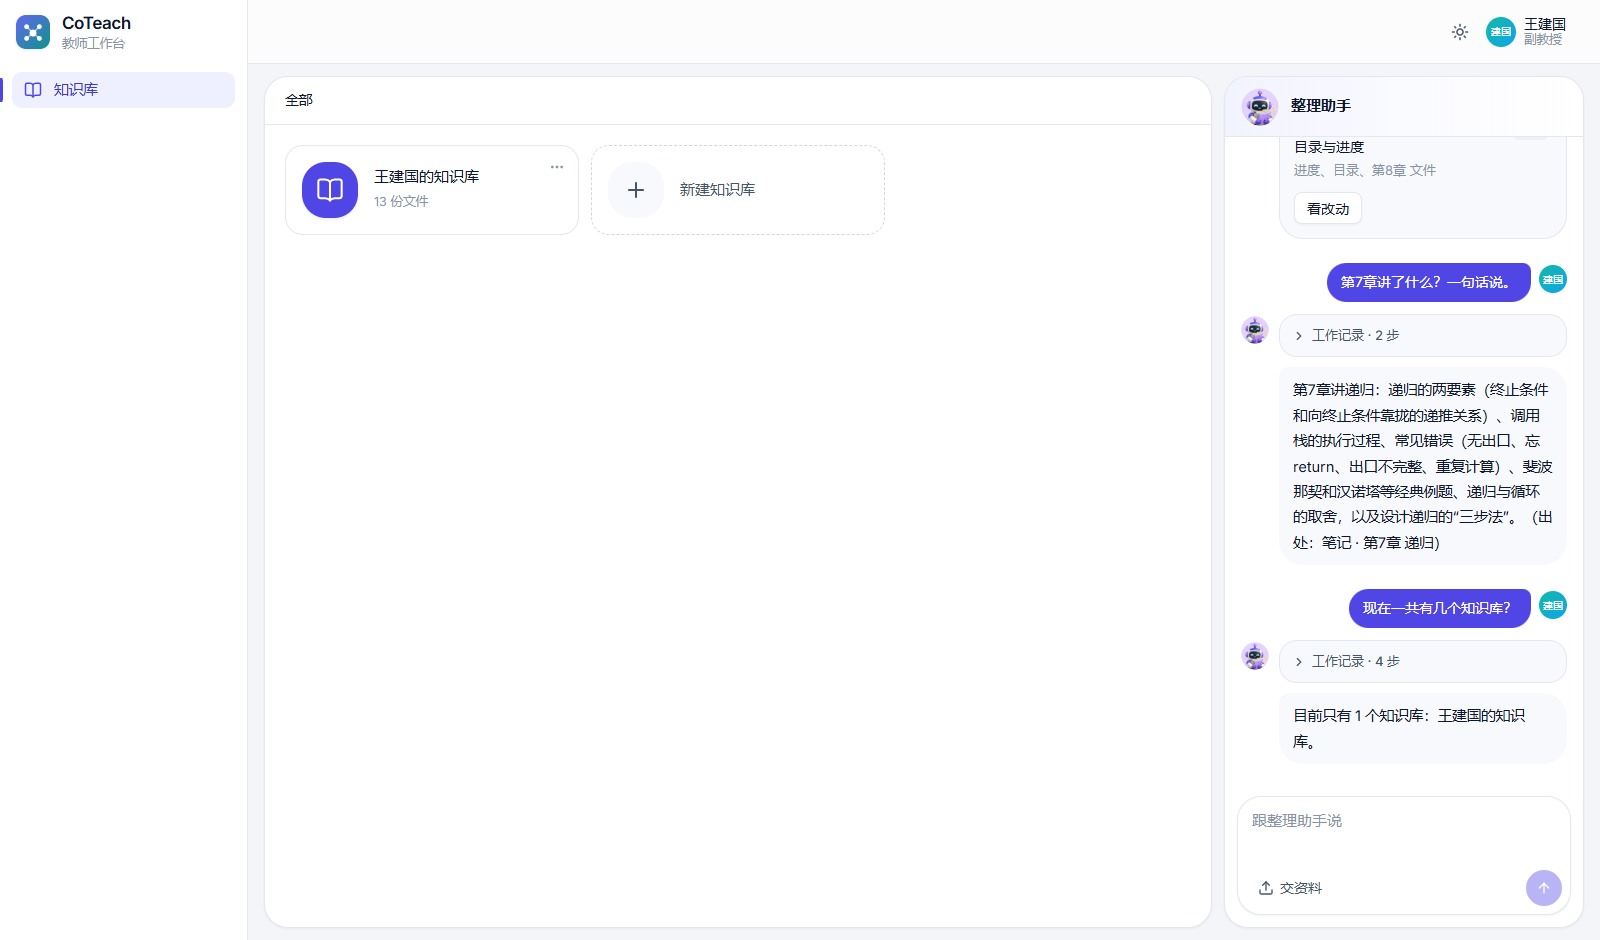 CoTeach
教师工作台
知识库
建国
王建国
副教授
全部
王建国的知识库
13 份文件
新建知识库
整理助手
目录与进度
进度、目录、第8章 文件
看改动
第7章讲了什么？一句话说。
建国
工作记录 · 2 步
第7章讲递归：递归的两要素（终止条件
和向终止条件靠拢的递推关系）、调用
栈的执行过程、常见错误（无出口、忘
return、出口不完整、重复计算）、斐波
那契和汉诺塔等经典例题、递归与循环
的取舍，以及设计递归的“三步法”。（出
处：笔记 · 第7章 递归）
现在一共有几个知识库？
建国
工作记录 · 4 步
目前只有 1 个知识库：王建国的知识
库。
跟整理助手说
交资料